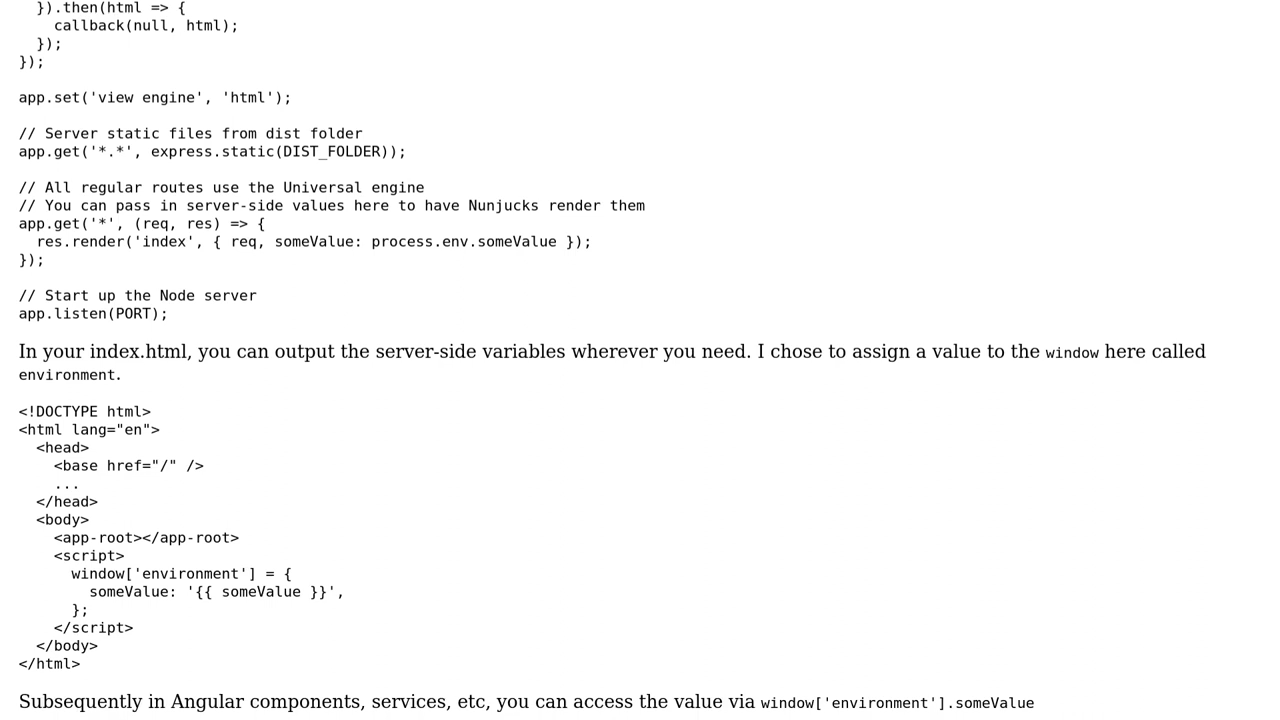 }).then(html => {
    callback(null, html);
  });
});

app.set('view engine', 'html');

// Server static files from dist folder
app.get('*.*', express.static(DIST_FOLDER));

// All regular routes use the Universal engine
// You can pass in server-side values here to have Nunjucks render them
app.get('*', (req, res) => {
  res.render('index', { req, someValue: process.env.someValue });
});

// Start up the Node server
app.listen(PORT);

In your index.html, you can output the server-side variables wherever you need. I chose to assign a value to the window here called
environment.

<!DOCTYPE html>
<html lang="en">
  <head>
    <base href="/" />
    ...
  </head>
  <body>
    <app-root></app-root>
    <script>
      window['environment'] = {
        someValue: '{{ someValue }}',
      };
    </script>
  </body>
</html>

Subsequently in Angular components, services, etc, you can access the value via window['environment'].someValue